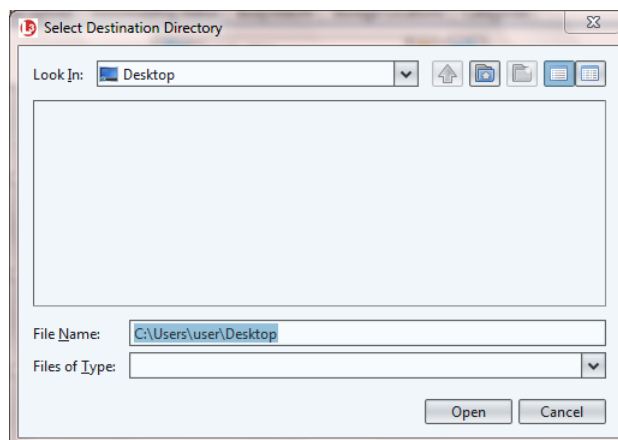 Select Destination Directory
Look In: Desktop
File Name: C:\Users\user\Desktop
Files of Type:
Open Cancel